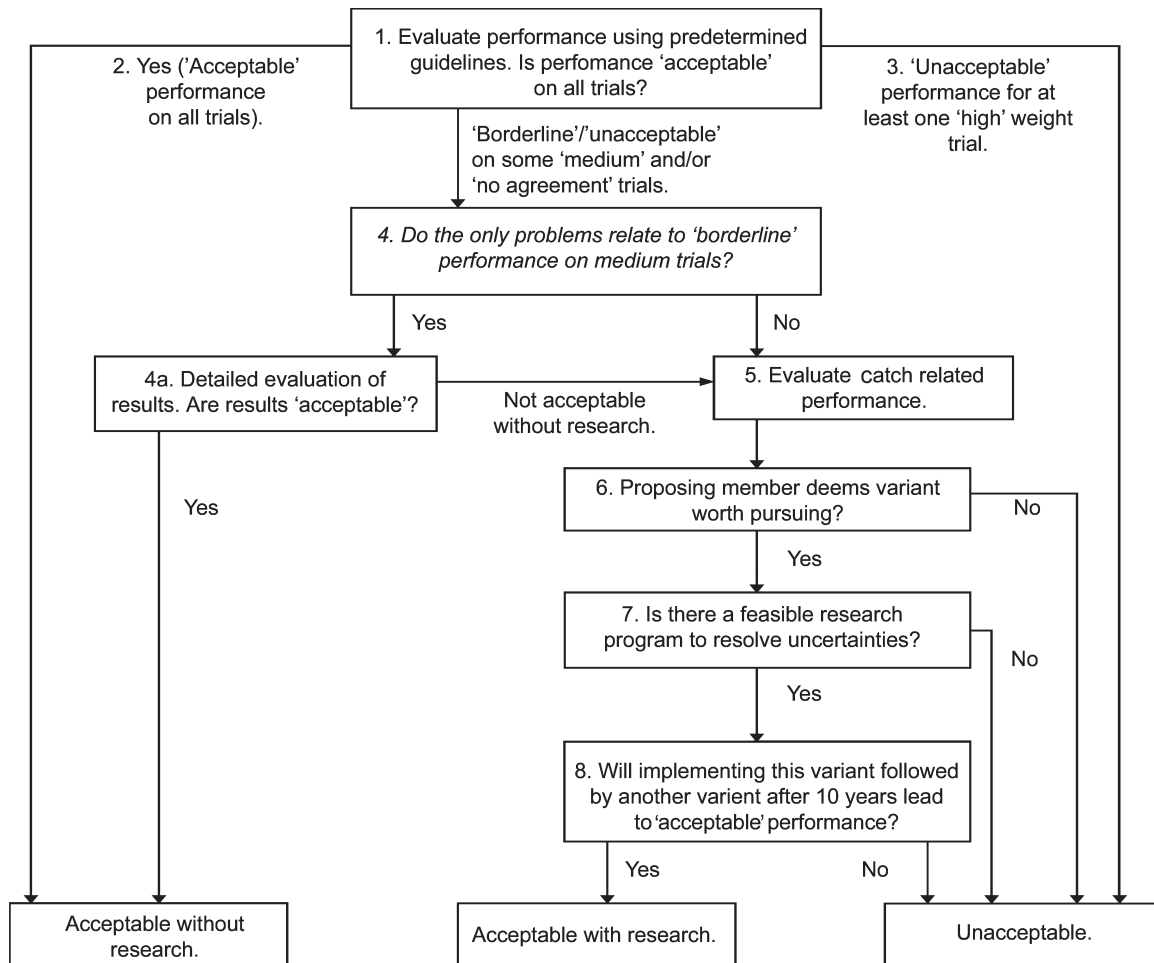 1. Evaluate performance using predetermined
guidelines. Is perfomance ‘acceptable’
on all trials?
2. Yes (’Acceptable’
performance
on all trials).
3. ‘Unacceptable’
performance for at
least one ‘high’ weight
trial.
‘Borderline’/’unacceptable’
on some ‘medium’ and/or
‘no agreement’ trials.
4. Do the only problems relate to ‘borderline’
performance on medium trials?
Yes
No
4a. Detailed evaluation of
results. Are results ‘acceptable’?
Not acceptable
without research.
5. Evaluate catch related
performance.
Yes
6. Proposing member deems variant
worth pursuing?
No
Yes
7. Is there a feasible research
program to resolve uncertainties?
No
Yes
8. Will implementing this variant followed
by another varient after 10 years lead
to ‘acceptable’ performance?
Yes
No
Acceptable without
research.
Acceptable with research.
Unacceptable.